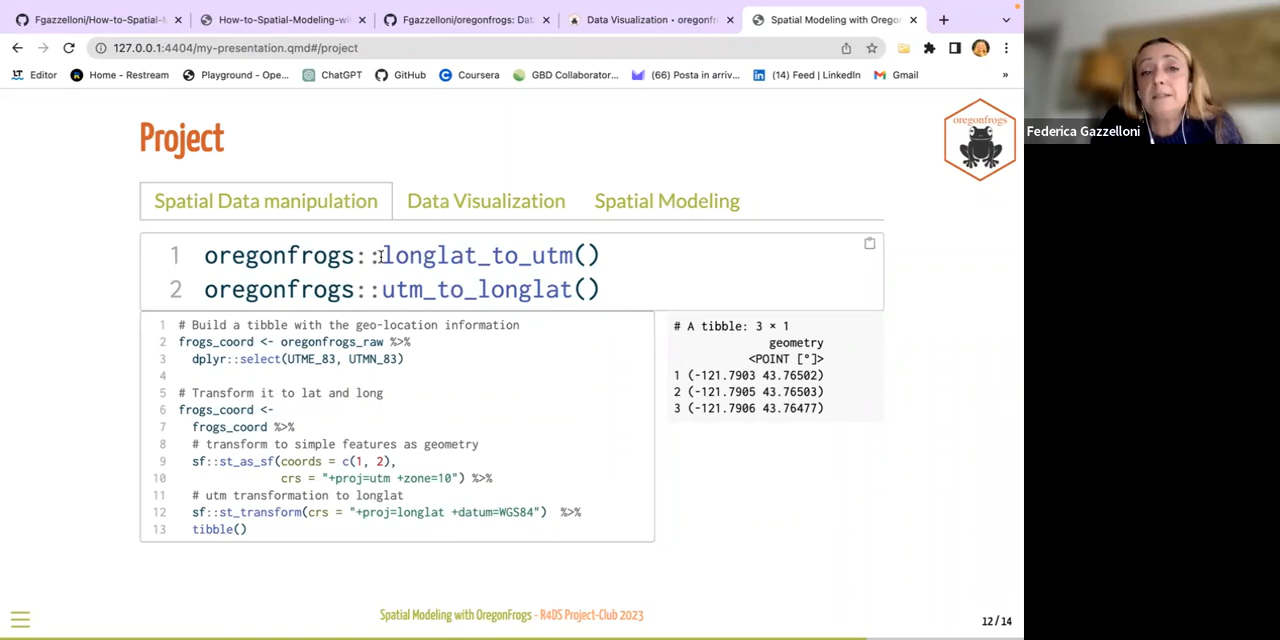 Fgazzelloni/How-to-Spatial-
How-to-Spatial-Modeling-wi
Fgazzelloni/oregonfrogs: Dat
Data Visualization • oregonfr
Spatial Modeling with Orego
127.0.0.1:4404/my-presentation.qmd#/project
Editor
Home - Restream
Playground - Ope...
ChatGPT
GitHub
Coursera
GBD Collaborator...
(66) Posta in arriv...
(14) Feed | LinkedIn
Gmail
»
Project
oregonfrogs
Federica Gazzelloni
Spatial Data manipulation
Data Visualization
Spatial Modeling
1 oregonfrogs::longlat_to_utm()
2 oregonfrogs::utm_to_longlat()
1 # Build a tibble with the geo-location information
2 frogs_coord <- oregonfrogs_raw %>%
3 dplyr::select(UTME_83, UTMN_83)
4
5 # Transform it to lat and long
6 frogs_coord <-
7 frogs_coord %>%
8 # transform to simple features as geometry
9 sf::st_as_sf(coords = c(1, 2),
10 crs = "+proj=utm +zone=10") %>%
11 # utm transformation to longlat
12 sf::st_transform(crs = "+proj=longlat +datum=WGS84") %>%
13 tibble()
# A tibble: 3 × 1
geometry
<POINT [°]>
1 (-121.7903 43.76502)
2 (-121.7905 43.76503)
3 (-121.7906 43.76477)
Spatial Modeling with OregonFrogs - R4DS Project-Club 2023
12 / 14